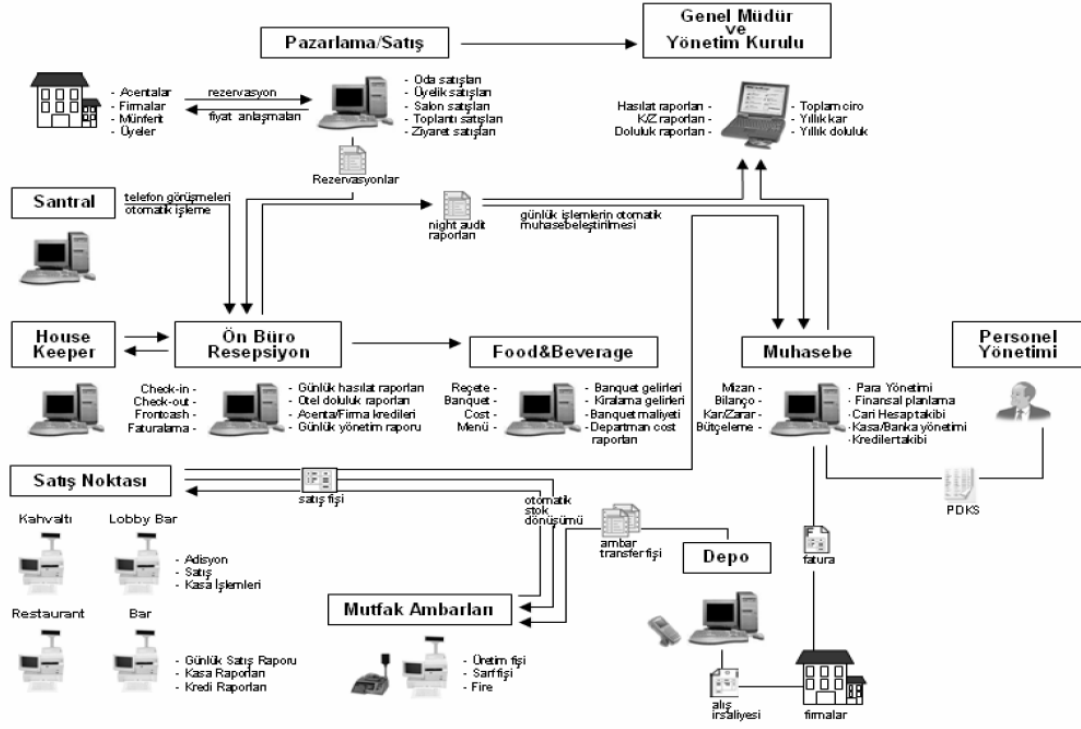 Pazarlama/Satış
Genel Müdür
ve
Yönetim Kurulu
- Acentalar
- Firmalar
- Münferit
- Üyeler
rezervasyon
fiyat anlaşmaları
- Oda satışları
- Üyelik satışları
- Salon satışları
- Toplantı satışları
- Ziyaret satışları
Hasılat raporları -
K/Z raporları -
Doluluk raporları -
- Toplam ciro
- Yıllık kar
- Yıllık doluluk
Rezervasyonlar
Santral
telefon görüşmeleri
otomatik işleme
night audit
raporları
günlük işlemlerin otomatik
muhasebeleştirilmesi
House
Keeper
Ön Büro
Resepsiyon
Food&Beverage
Muhasebe
Personel
Yönetimi
Check-in -
Check-out -
Frontcash -
Faturalama -
- Günlük hasılat raporları
- Otel doluluk raporları
- Acenta/Firma kredileri
- Günlük yönetim raporu
Reçete -
Banquet -
Cost -
Menü -
- Banquet gelirleri
- Kiralama gelirleri
- Banquet maliyeti
- Departman cost
raporları
Mizan -
Bilanço -
Kar/Zarar -
Bütçeleme -
- Para Yönetimi
- Finansal planlama
- Cari Hesap takibi
- Kasa/Banka yönetimi
- Krediler takibi
Satış Noktası
satış fişi
otomatik
stok
dönüşümü
ambar
transfer fişi
Depo
F
fatura
PDKS
Kahvaltı
Lobby Bar
- Adisyon
- Satış
- Kasa İşlemleri
Restaurant
Bar
- Günlük Satış Raporu
- Kasa Raporları
- Kredi Raporları
Mutfak Ambarları
- Üretim fişi
- Sarf fişi
- Fire
alış
irsaliyesi
firmalar